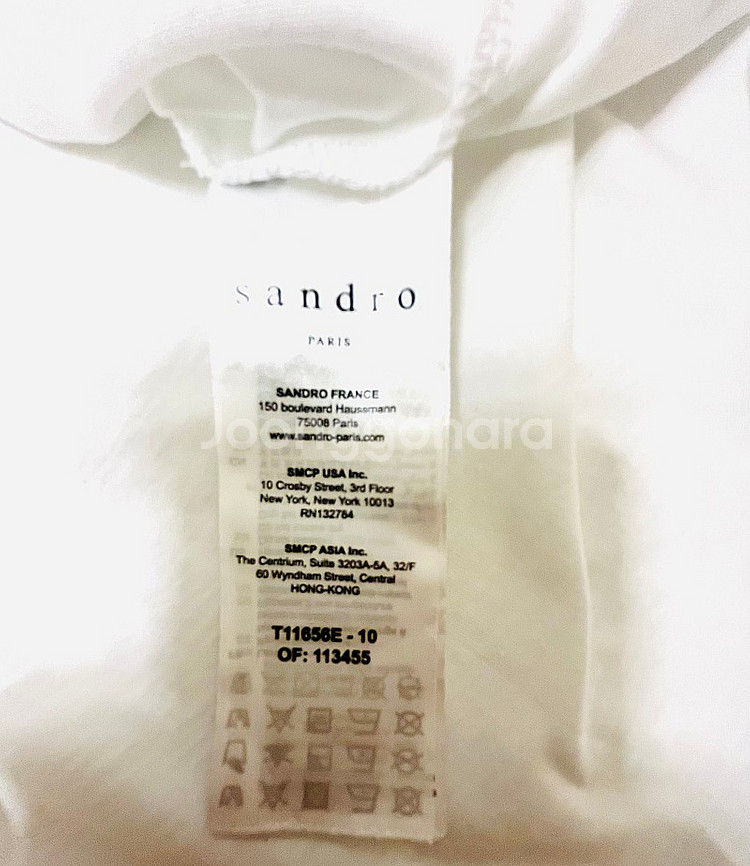 sandro
PARIS
SANDRO FRANCE
150 boulevard Haussmann
75008 Paris
www.sandro-paris.com
Joonggonara
SMCP USA Inc.
10 Crosby Street, 3rd Floor
New York, New York 10013
RN132784
SMCP ASIA Inc.
The Centrium, Suite 3203A-5A, 32/F
60 Wyndham Street, Central
HONG-KONG
T11656E - 10
OF: 113455